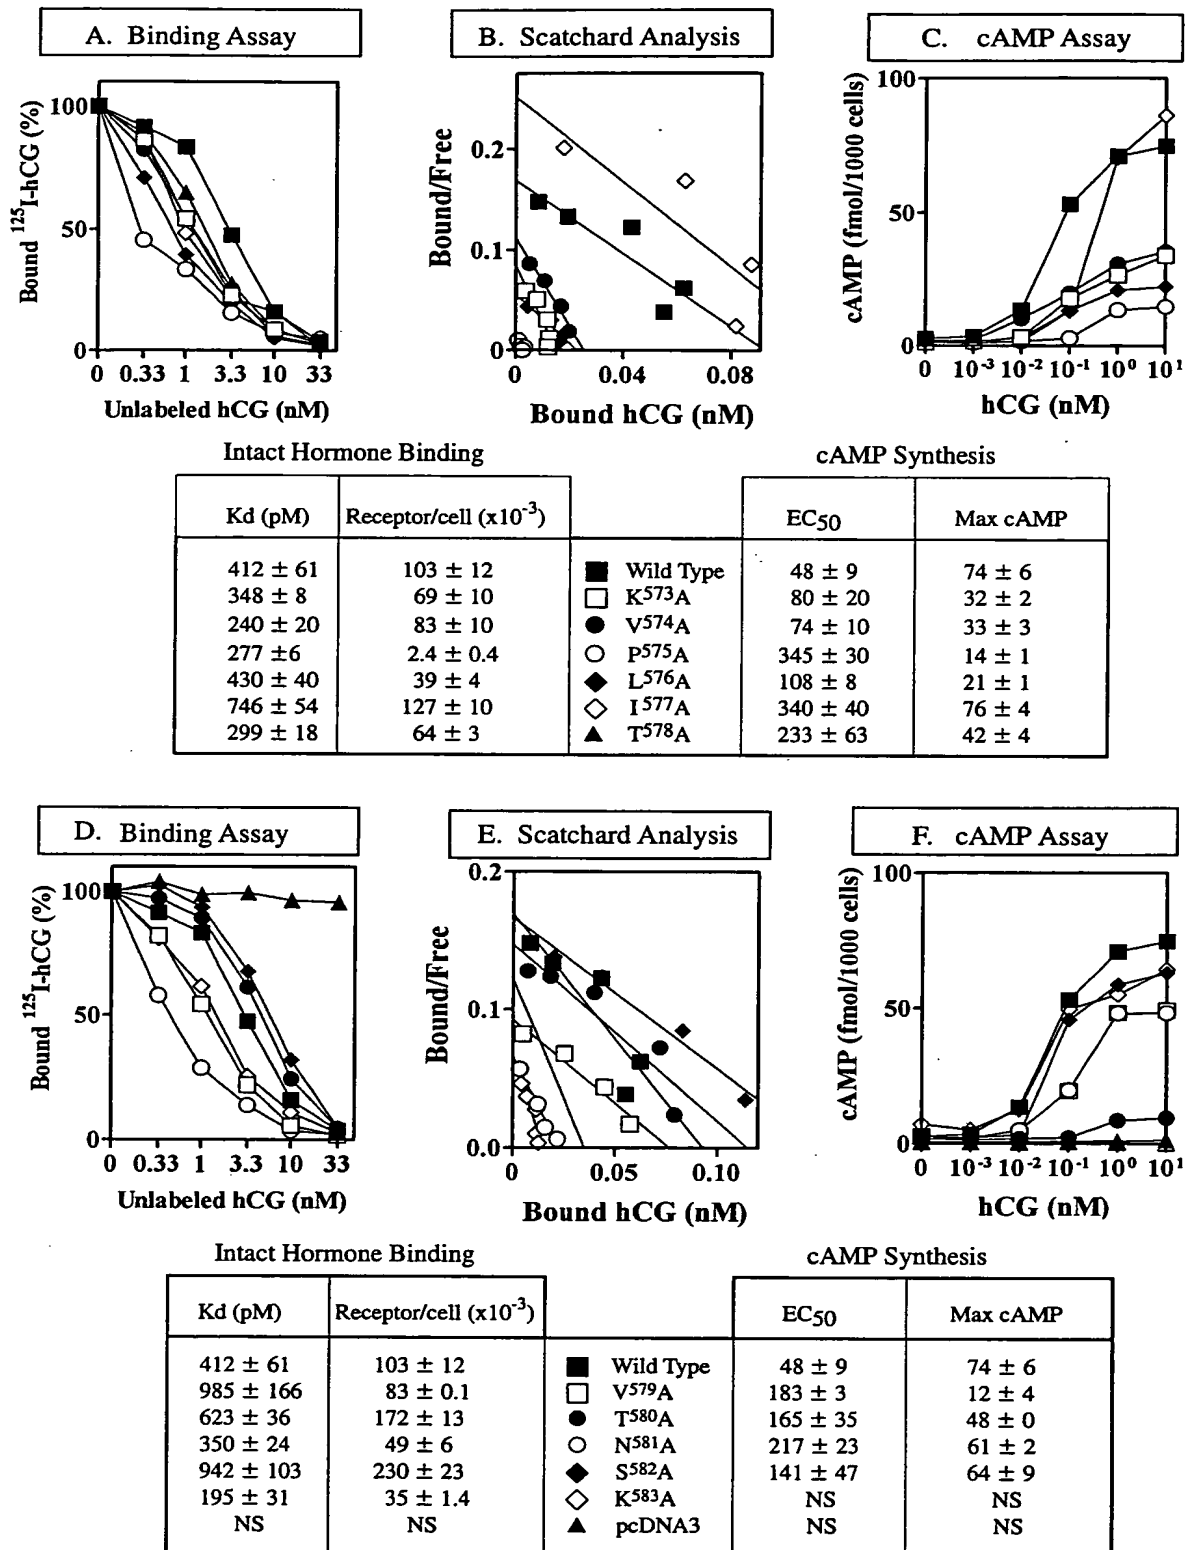 A. Binding Assay
B. Scatchard Analysis
C. cAMP Assay
Bound 125I-hCG (%)
100
50
0
0 0.33 1 3.3 10 33
Unlabeled hCG (nM)
Bound/Free
0.2
0.1
0
0 0.04 0.08
Bound hCG (nM)
cAMP (fmol/1000 cells)
100
50
0
0 10-3 10-2 10-1 100 101
hCG (nM)
Intact Hormone Binding
cAMP Synthesis
Kd (pM) Receptor/cell (x10-3) EC50 Max cAMP
412 ± 61 103 ± 12 Wild Type 48 ± 9 74 ± 6
348 ± 8 69 ± 10 K573A 80 ± 20 32 ± 2
240 ± 20 83 ± 10 V574A 74 ± 10 33 ± 3
277 ±6 2.4 ± 0.4 P575A 345 ± 30 14 ± 1
430 ± 40 39 ± 4 L576A 108 ± 8 21 ± 1
746 ± 54 127 ± 10 I577A 340 ± 40 76 ± 4
299 ± 18 64 ± 3 T578A 233 ± 63 42 ± 4
D. Binding Assay
E. Scatchard Analysis
F. cAMP Assay
Bound 125I-hCG (%)
100
50
0
0 0.33 1 3.3 10 33
Unlabeled hCG (nM)
Bound/Free
0.2
0.1
0.0
0 0.05 0.10
Bound hCG (nM)
cAMP (fmol/1000 cells)
100
50
0
0 10-3 10-2 10-1 100 101
hCG (nM)
Intact Hormone Binding
cAMP Synthesis
Kd (pM) Receptor/cell (x10-3) EC50 Max cAMP
412 ± 61 103 ± 12 Wild Type 48 ± 9 74 ± 6
985 ± 166 83 ± 0.1 V579A 183 ± 3 12 ± 4
623 ± 36 172 ± 13 T580A 165 ± 35 48 ± 0
350 ± 24 49 ± 6 N581A 217 ± 23 61 ± 2
942 ± 103 230 ± 23 S582A 141 ± 47 64 ± 9
195 ± 31 35 ± 1.4 K583A NS NS
NS NS pcDNA3 NS NS